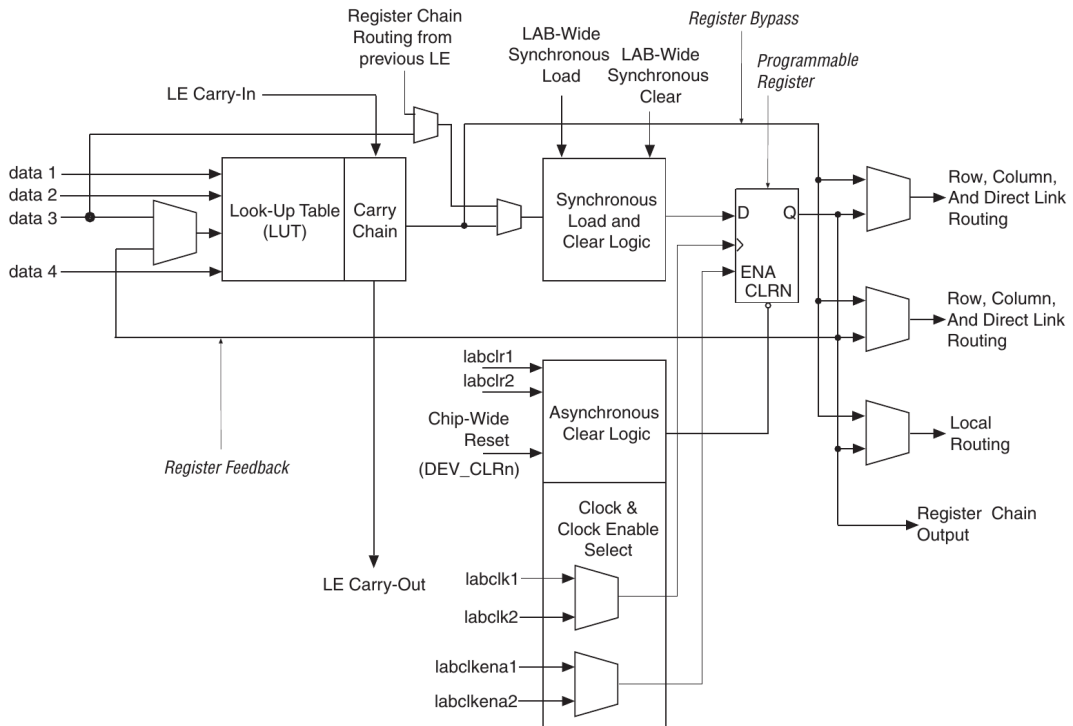 Register Chain
Routing from
previous LE
LAB-Wide
Synchronous
Load
LAB-Wide
Synchronous
Clear
Register Bypass
Programmable
Register
LE Carry-In
data 1
data 2
data 3
data 4
Look-Up Table
(LUT)
Carry
Chain
Synchronous
Load and
Clear Logic
D
Q
ENA
CLRN
Row, Column,
And Direct Link
Routing
Row, Column,
And Direct Link
Routing
Local
Routing
Register Chain
Output
labclr1
labclr2
Chip-Wide
Reset
(DEV_CLRn)
Asynchronous
Clear Logic
Register Feedback
Clock &
Clock Enable
Select
LE Carry-Out
labclk1
labclk2
labclkena1
labclkena2